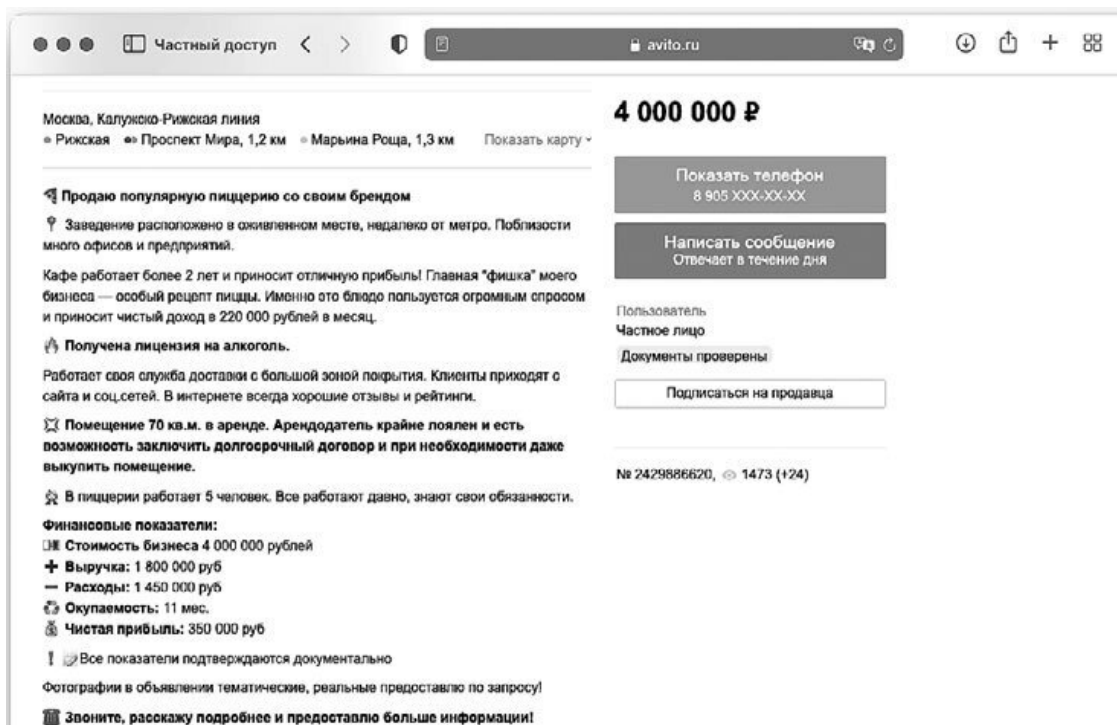 Частный доступ
avito.ru
Москва, Калужско-Рижская линия
Рижская Проспект Мира, 1,2 км Марьина Роща, 1,3 км Показать карту
Продаю популярную пиццерию со своим брендом
Заведение расположено в оживленном месте, недалеко от метро. Поблизости
много офисов и предприятий.
Кафе работает более 2 лет и приносит отличную прибыль! Главная "фишка" моего
бизнеса — особый рецепт пиццы. Именно это блюдо пользуется огромным спросом
и приносит чистый доход в 220 000 рублей в месяц.
Получена лицензия на алкоголь.
Работает своя служба доставки с большой зоной покрытия. Клиенты приходят с
сайта и соц.сетей. В интернете всегда хорошие отзывы и рейтинги.
Помещение 70 кв.м. в аренде. Арендодатель крайне лоялен и есть
возможность заключить долгосрочный договор и при необходимости даже
выкупить помещение.
В пиццерии работает 5 человек. Все работают давно, знают свои обязанности.
Финансовые показатели:
Стоимость бизнеса 4 000 000 рублей
Выручка: 1 800 000 руб
Расходы: 1 450 000 руб
Окупаемость: 11 мес.
Чистая прибыль: 350 000 руб
Все показатели подтверждаются документально
Фотографии в объявлении тематические, реальные предоставлю по запросу!
Звоните, расскажу подробнее и предоставлю больше информации!
4 000 000 ₽
Показать телефон
8 905 XXX-XX-XX
Написать сообщение
Отвечает в течение дня
Пользователь
Частное лицо
Документы проверены
Подписаться на продавца
№ 2429886620, 1473 (+24)